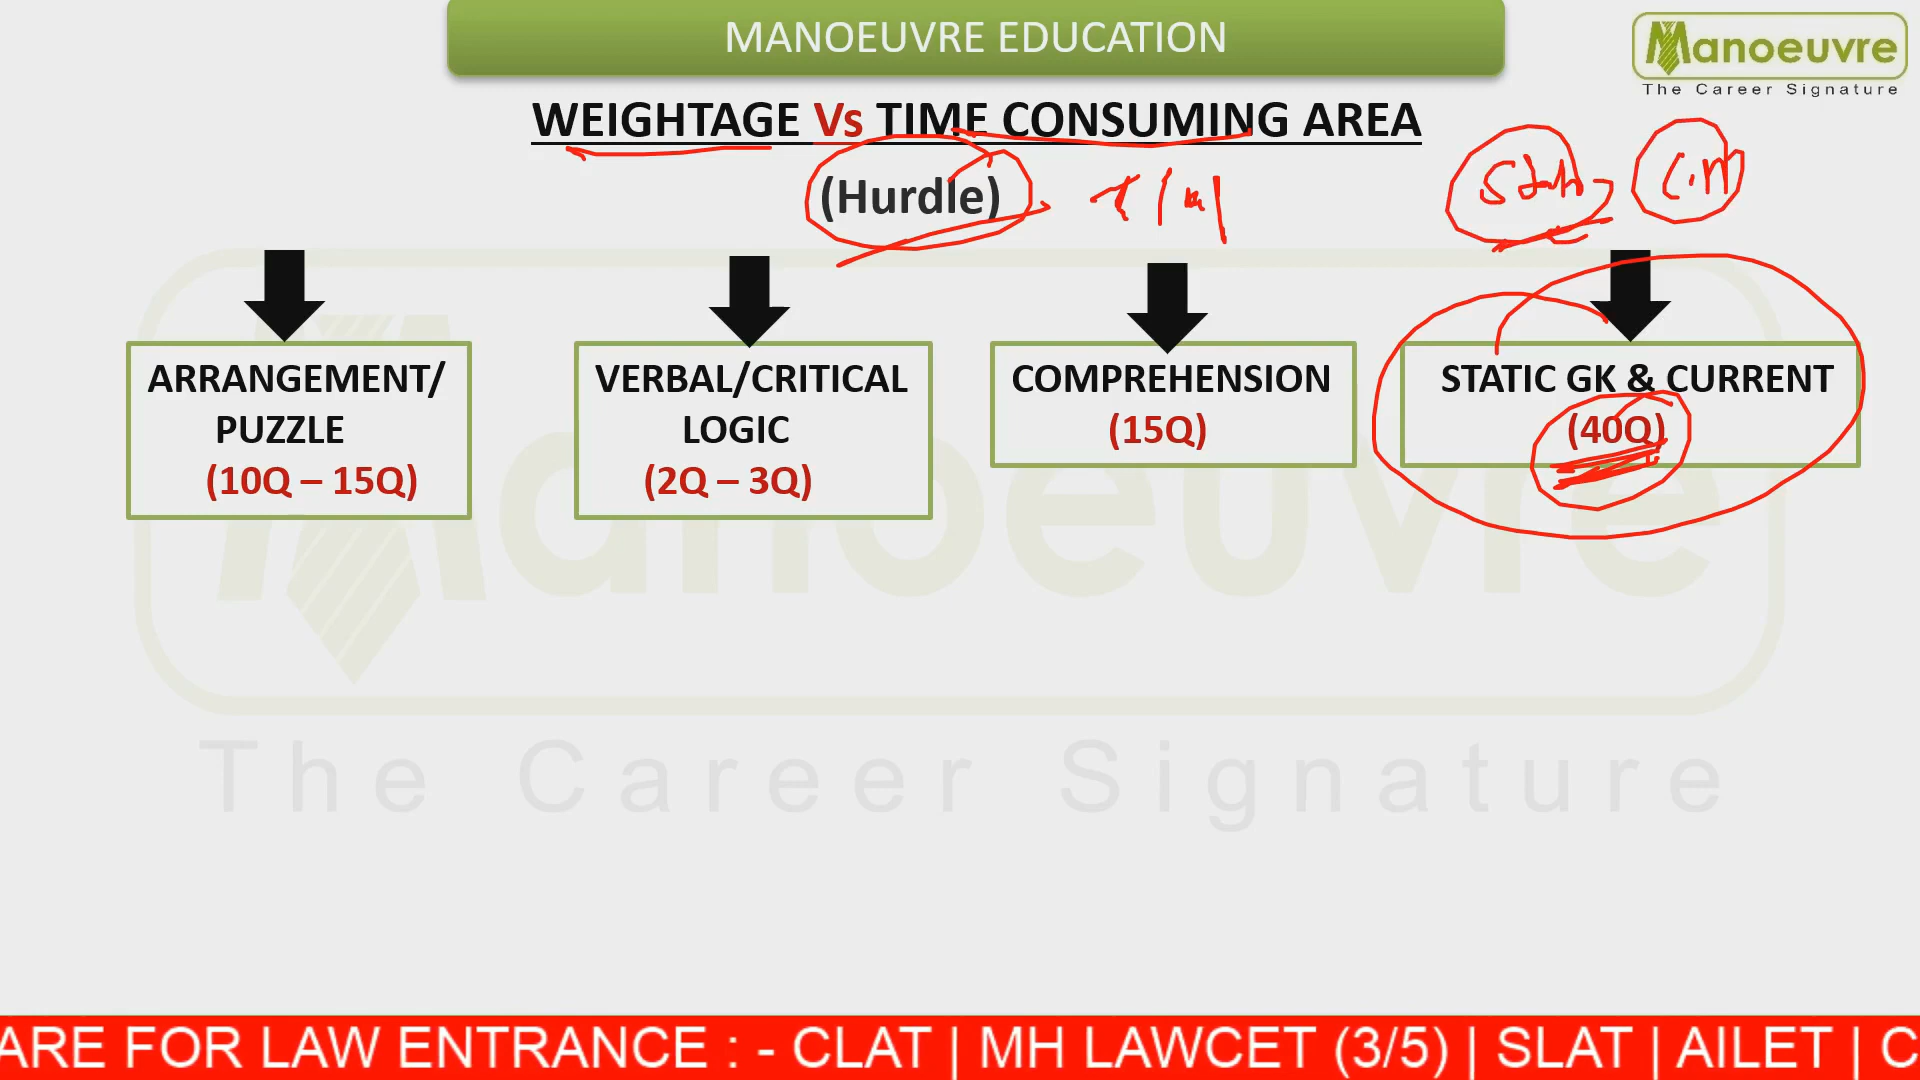 MANOEUVRE EDUCATION
Manoeuvre
The Career Signature
WEIGHTAGE Vs TIME CONSUMING AREA
(Hurdle)
ARRANGEMENT/
PUZZLE
(10Q – 15Q)
VERBAL/CRITICAL
LOGIC
(2Q – 3Q)
COMPREHENSION
(15Q)
STATIC GK & CURRENT
(40Q)
Manoeuvre
The Career Signature
ARE FOR LAW ENTRANCE : - CLAT | MH LAWCET (3/5) | SLAT | AILET | C